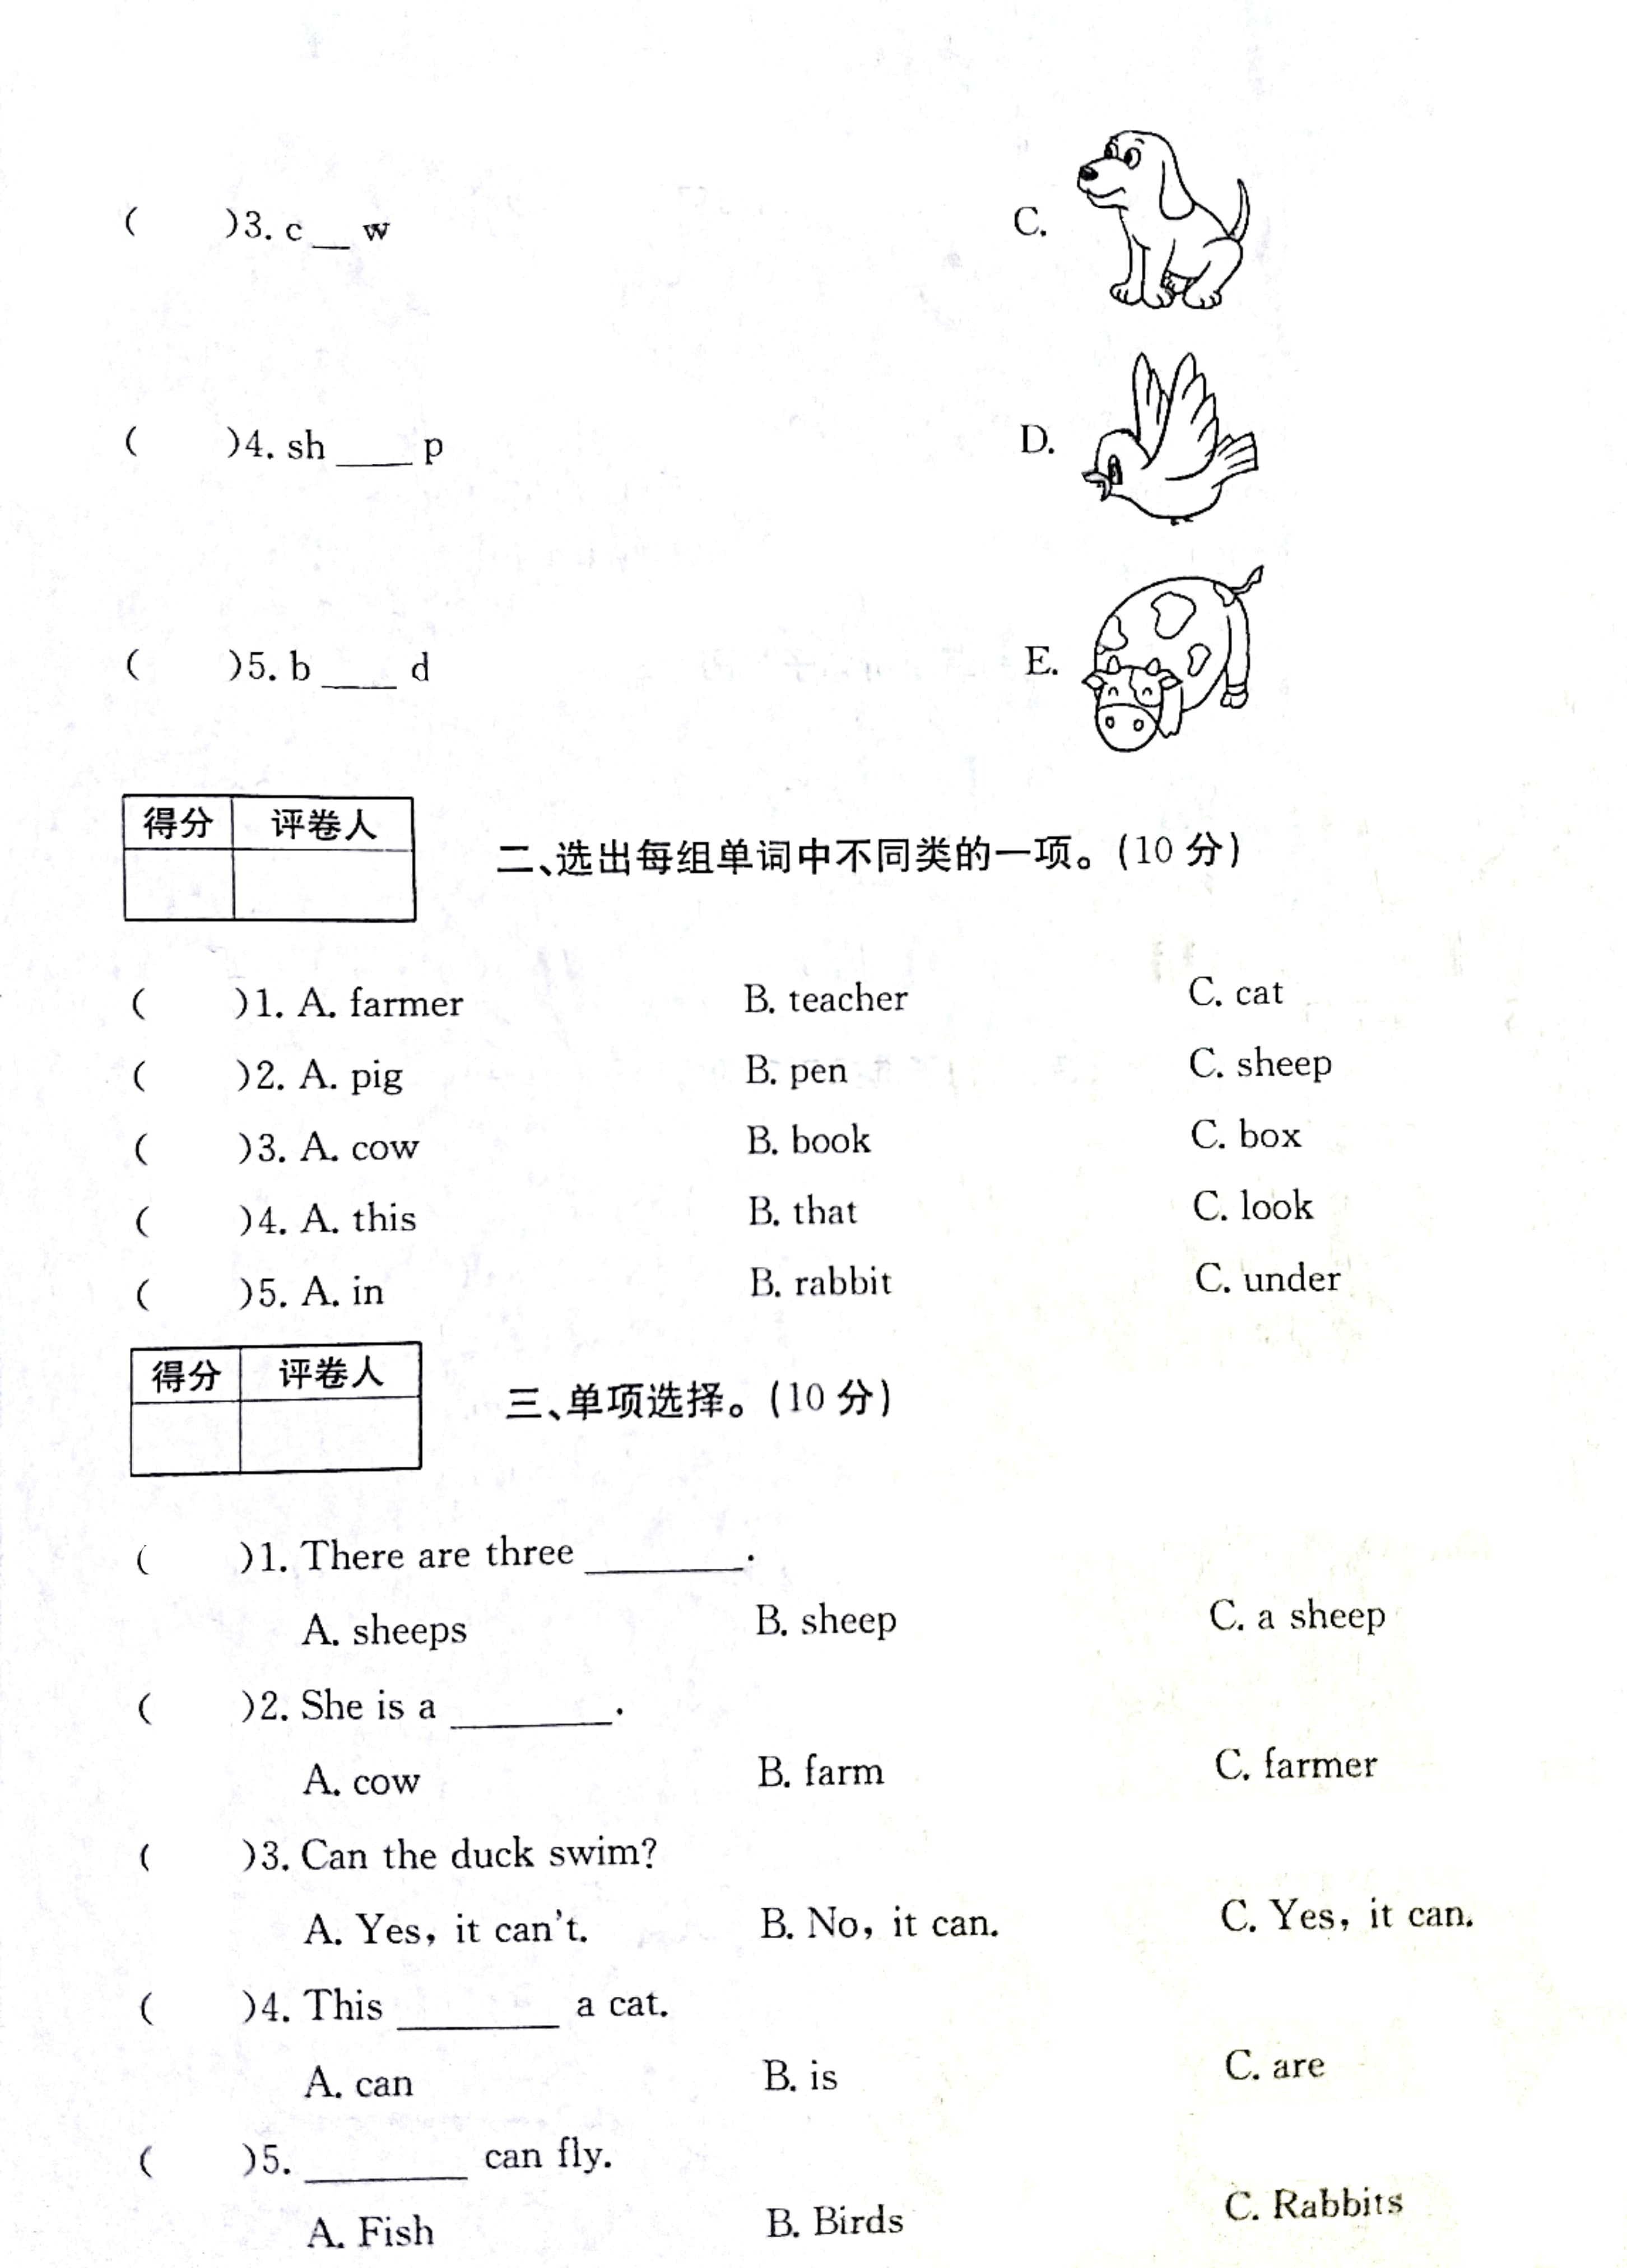 ( )3. c __ w
C.
( )4. sh ____ p
D.
( )5. b ____ d
E.
得分 评卷人
二、选出每组单词中不同类的一项。(10 分)
( )1. A. farmer B. teacher C. cat
( )2. A. pig B. pen C. sheep
( )3. A. cow B. book C. box
( )4. A. this B. that C. look
( )5. A. in B. rabbit C. under
得分 评卷人
三、单项选择。(10 分)
( )1. There are three ________.
A. sheeps B. sheep C. a sheep
( )2. She is a ________.
A. cow B. farm C. farmer
( )3. Can the duck swim?
A. Yes, it can't. B. No, it can. C. Yes, it can.
( )4. This ________ a cat.
A. can B. is C. are
( )5. ________ can fly.
A. Fish B. Birds C. Rabbits